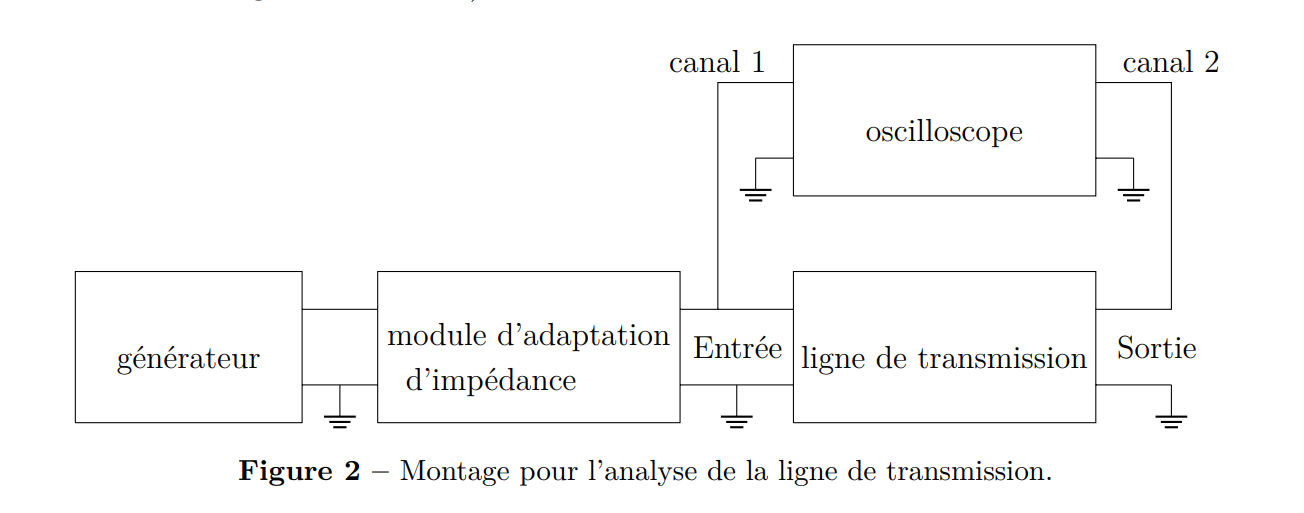 canal 1
canal 2
oscilloscope
générateur
module d'adaptation
d'impédance
Entrée
ligne de transmission
Sortie
Figure 2 – Montage pour l'analyse de la ligne de transmission.